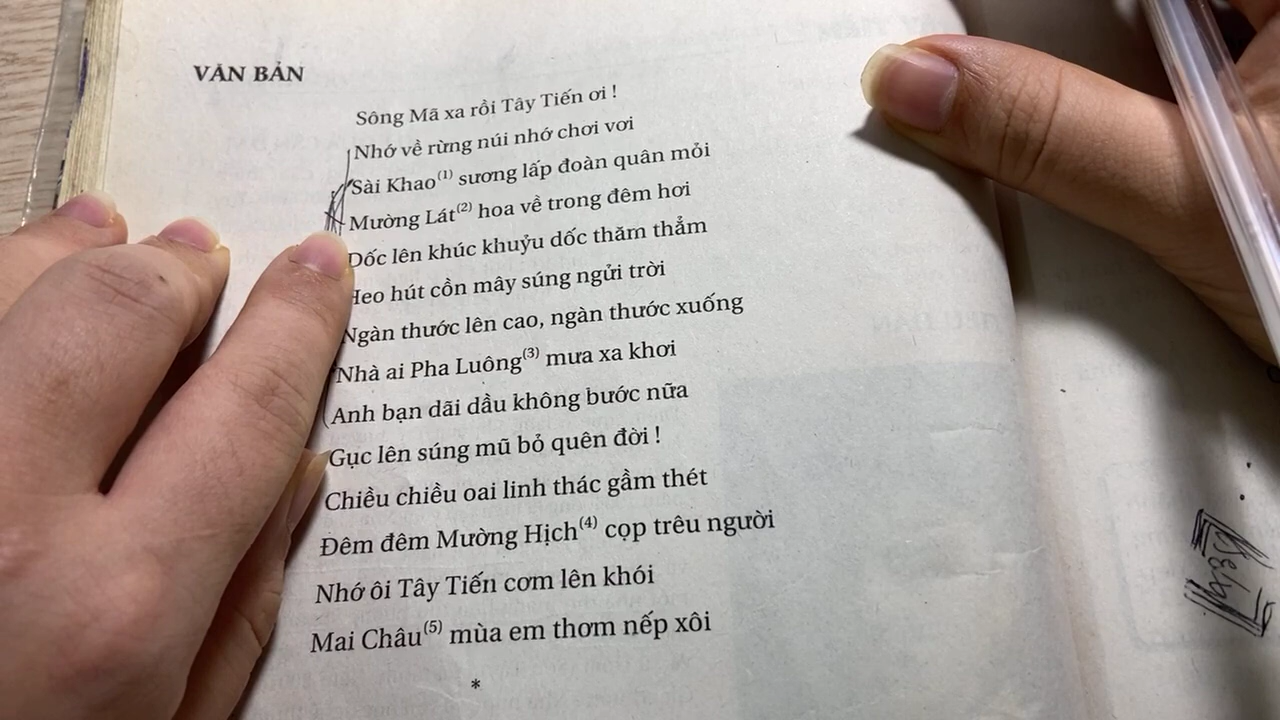 VĂN BẢN
Sông Mã xa rồi Tây Tiến ơi !
Nhớ về rừng núi nhớ chơi vơi
Sài Khao(1) sương lấp đoàn quân mỏi
Mường Lát(2) hoa về trong đêm hơi
Dốc lên khúc khuỷu dốc thăm thẳm
Heo hút cồn mây súng ngửi trời
Ngàn thước lên cao, ngàn thước xuống
Nhà ai Pha Luông(3) mưa xa khơi
Anh bạn dãi dầu không bước nữa
Gục lên súng mũ bỏ quên đời !
Chiều chiều oai linh thác gầm thét
Đêm đêm Mường Hịch(4) cọp trêu người
Nhớ ôi Tây Tiến cơm lên khói
Mai Châu(5) mùa em thơm nếp xôi
*